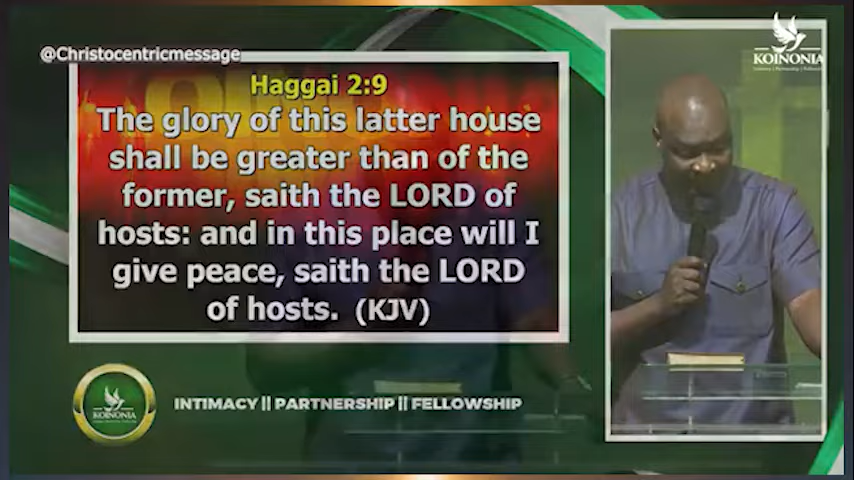 @Christocentricmessage
KOINONIA
Haggai 2:9
The glory of this latter house
shall be greater than of the
former, saith the LORD of
hosts: and in this place will I
give peace, saith the LORD
of hosts. (KJV)
KOINONIA
INTIMACY || PARTNERSHIP || FELLOWSHIP